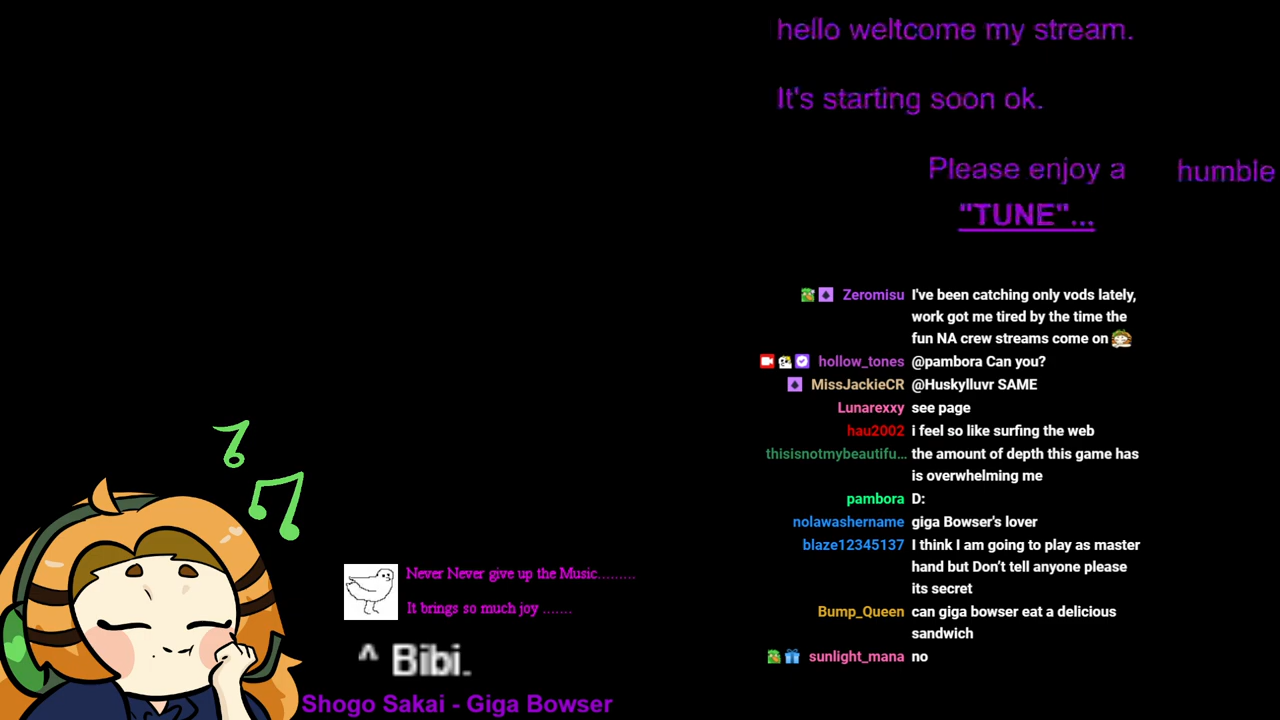 hello weltcome my stream.
It's starting soon ok.
Please enjoy a humble
"TUNE"...
Zeromisu I've been catching only vods lately,
work got me tired by the time the
fun NA crew streams come on
hollow_tones @pambora Can you?
MissJackieCR @Huskylluvr SAME
Lunarexxy see page
hau2002 i feel so like surfing the web
thisisnotmybeautifu... the amount of depth this game has
is overwhelming me
pambora D:
nolawashername giga Bowser's lover
blaze12345137 I think I am going to play as master
hand but Don't tell anyone please
its secret
Bump_Queen can giga bowser eat a delicious
sandwich
sunlight_mana no
Never Never give up the Music.........
It brings so much joy .......
^ Bibi.
Shogo Sakai - Giga Bowser